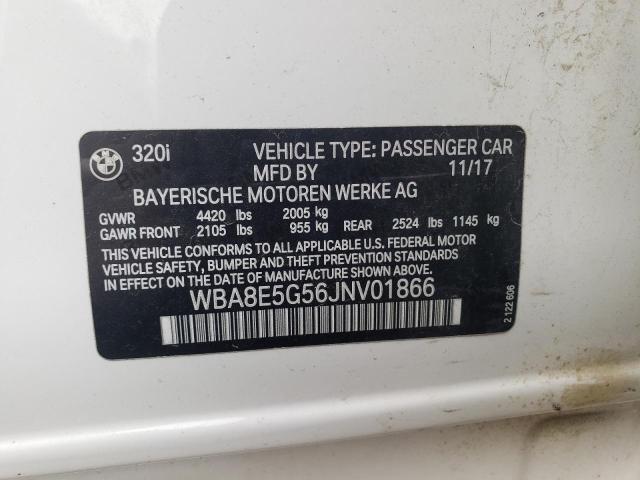 320i VEHICLE TYPE: PASSENGER CAR
MFD BY 11/17
BAYERISCHE MOTOREN WERKE AG
GVWR 4420 lbs 2005 kg
GAWR FRONT 2105 lbs 955 kg REAR 2524 lbs 1145 kg
THIS VEHICLE CONFORMS TO ALL APPLICABLE U.S. FEDERAL MOTOR
VEHICLE SAFETY, BUMPER AND THEFT PREVENTION STANDARDS IN
EFFECT ON THE DATE OF MANUFACTURE SHOWN ABOVE.
WBA8E5G56JNV01866
2 122 606